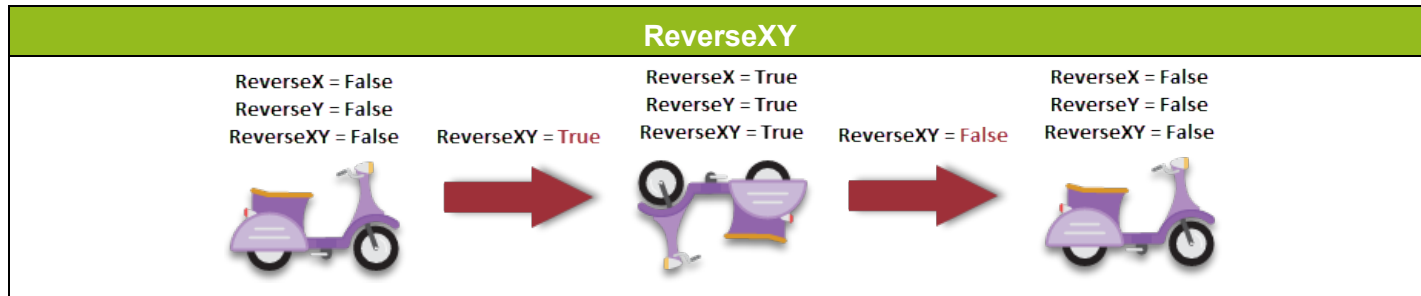 ReverseXY
ReverseX = False
ReverseY = False
ReverseXY = False
ReverseXY = True
ReverseX = True
ReverseY = True
ReverseXY = True
ReverseXY = False
ReverseX = False
ReverseY = False
ReverseXY = False